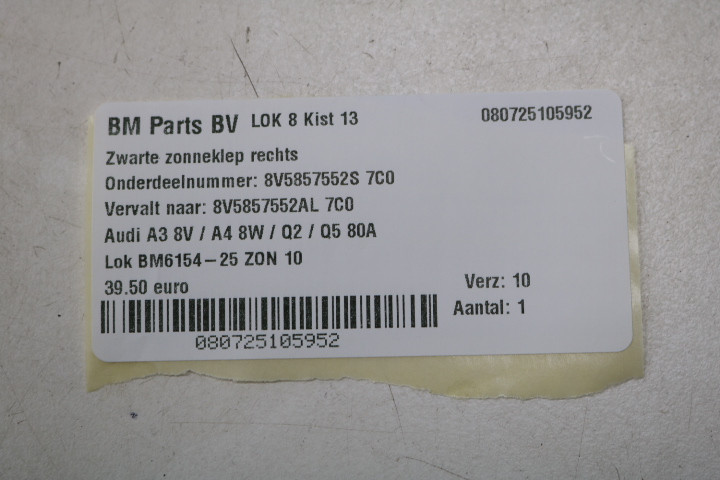 BM Parts BV LOK 8 Kist 13 080725105952
Zwarte zonneklep rechts
Onderdeelnummer: 8V5857552S 7C0
Vervalt naar: 8V5857552AL 7C0
Audi A3 8V / A4 8W / Q2 / Q5 80A
Lok BM6154-25 ZON 10
39.50 euro Verz: 10
Aantal: 1
080725105952